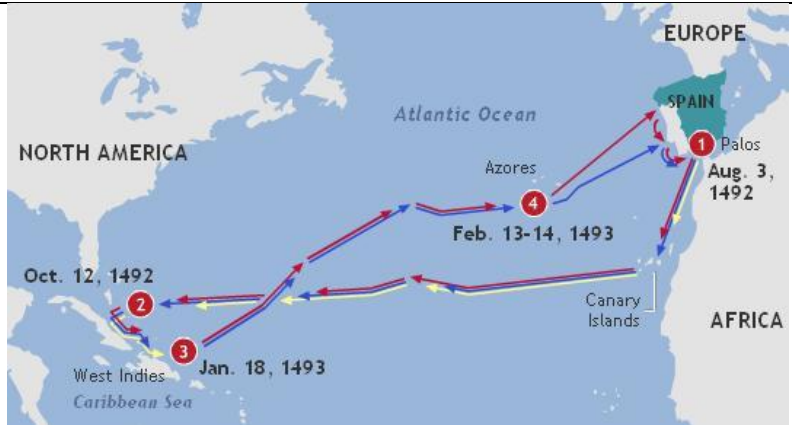 EUROPE
SPAIN
Atlantic Ocean
1
Palos
NORTH AMERICA
Azores
Aug. 3,
1492
4
Feb. 13-14, 1493
Oct. 12, 1492
2
Canary
Islands
AFRICA
3
Jan. 18, 1493
West Indies
Caribbean Sea